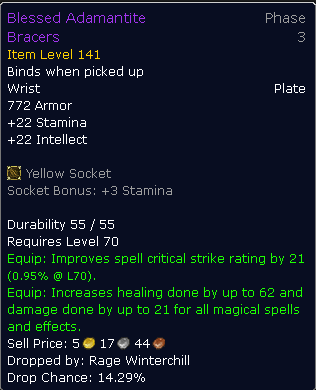 Blessed Adamantite Phase
Bracers 3
Item Level 141
Binds when picked up
Wrist Plate
772 Armor
+22 Stamina
+22 Intellect
Yellow Socket
Socket Bonus: +3 Stamina
Durability 55 / 55
Requires Level 70
Equip: Improves spell critical strike rating by 21
(0.95% @ L70).
Equip: Increases healing done by up to 62 and
damage done by up to 21 for all magical spells
and effects.
Sell Price: 5 17 44
Dropped by: Rage Winterchill
Drop Chance: 14.29%